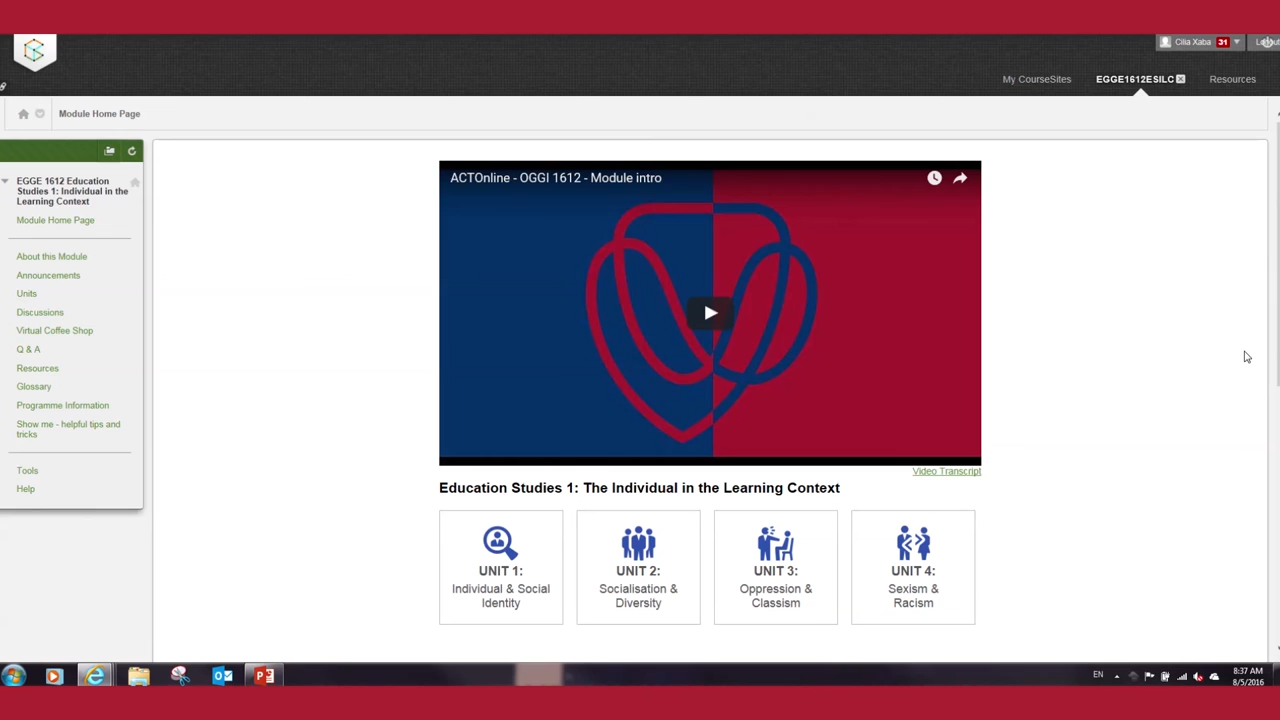 Cilia Xaba 31
My CourseSites EGGE1612ESILC Resources
Module Home Page
EGGE 1612 Education
Studies 1: Individual in the
Learning Context
Module Home Page
About this Module
Announcements
Units
Discussions
Virtual Coffee Shop
Q & A
Resources
Glossary
Programme Information
Show me - helpful tips and
tricks
Tools
Help
ACTOnline - OGGI 1612 - Module intro
Video Transcript
Education Studies 1: The Individual in the Learning Context
UNIT 1:
Individual & Social
Identity
UNIT 2:
Socialisation &
Diversity
UNIT 3:
Oppression &
Classism
UNIT 4:
Sexism &
Racism
EN
8:37 AM
8/5/2016